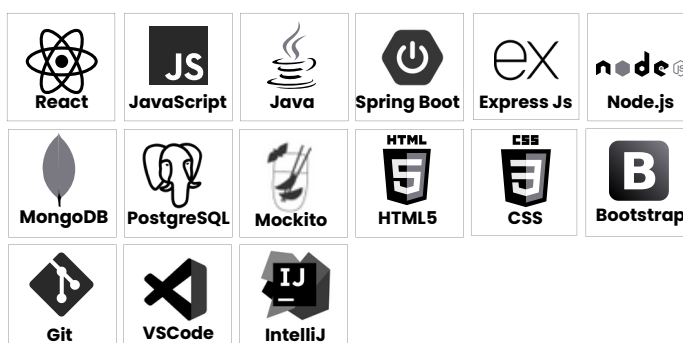 JS
ex
node
JS
React
JavaScript
Java
Spring Boot
Express Js
Node.js
HTML
5
CSS
3
B
MongoDB
PostgreSQL
Mockito
HTML5
CSS
Bootstrap
IJ
Git
VSCode
IntelliJ